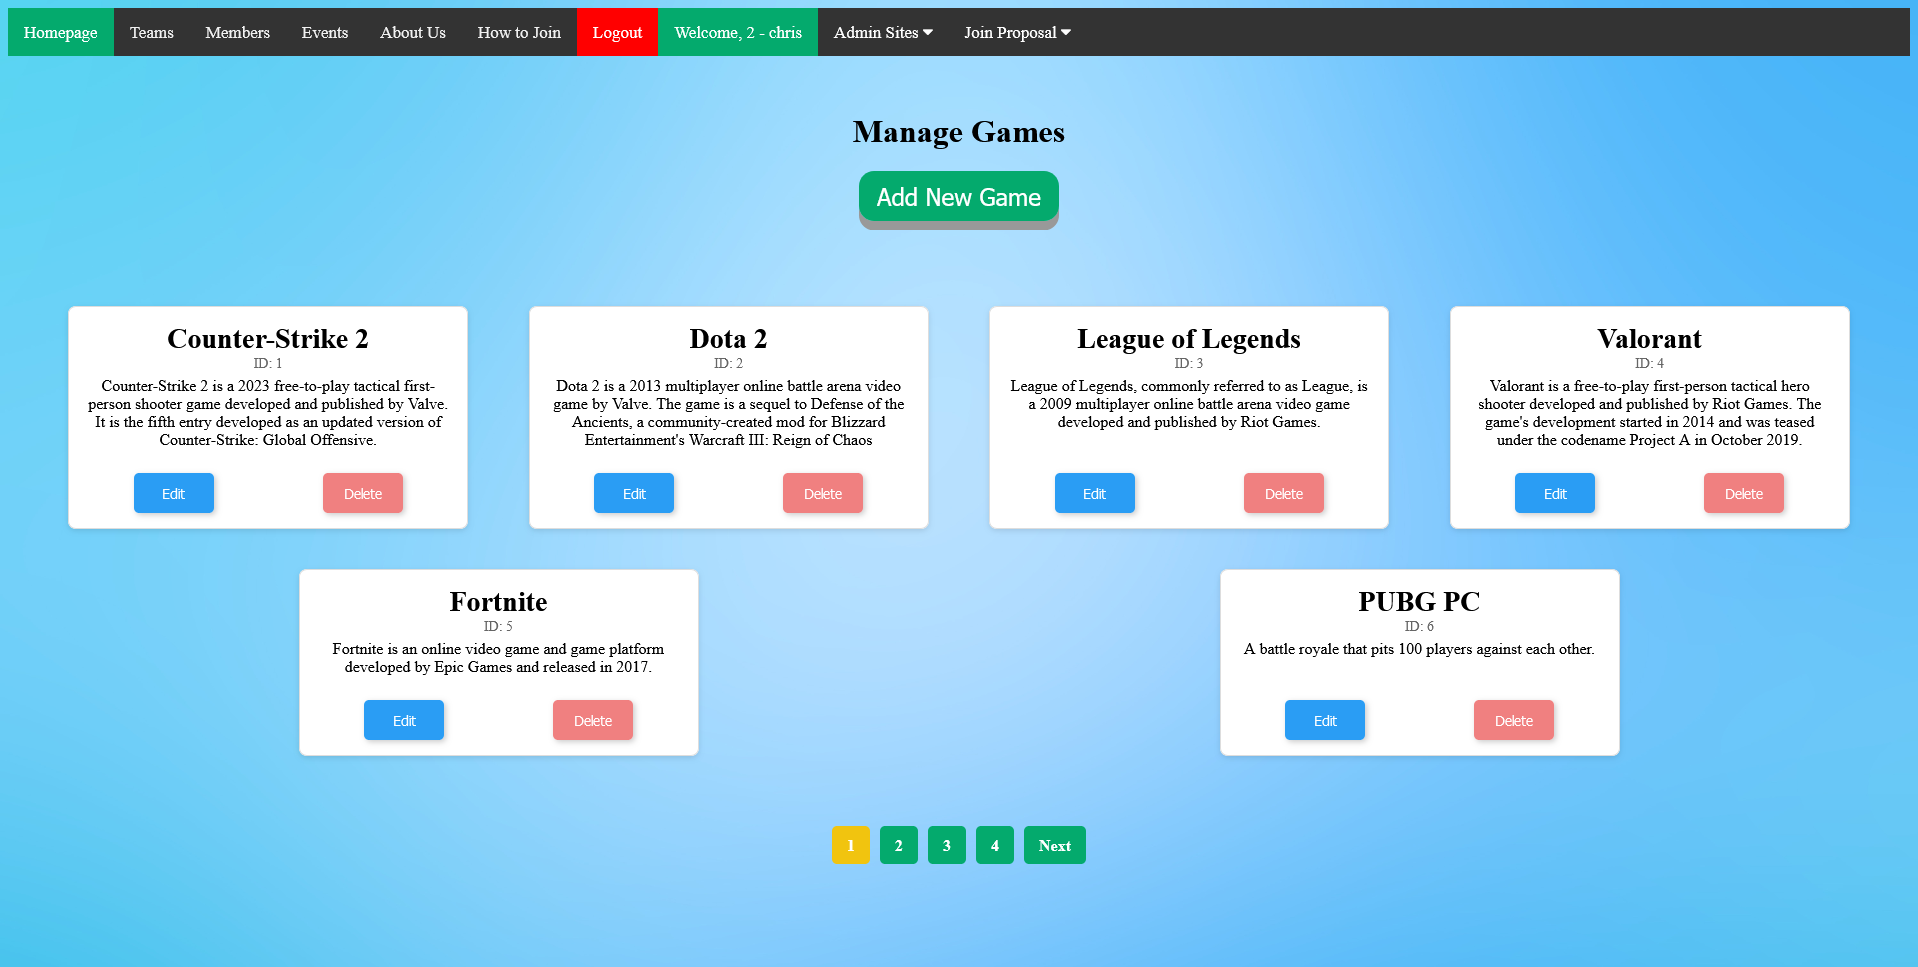 Homepage Teams Members Events About Us How to Join Logout Welcome, 2 - chris Admin Sites Join Proposal
Manage Games
Add New Game
Counter-Strike 2
ID: 1
Counter-Strike 2 is a 2023 free-to-play tactical first-
person shooter game developed and published by Valve.
It is the fifth entry developed as an updated version of
Counter-Strike: Global Offensive.
Edit Delete
Dota 2
ID: 2
Dota 2 is a 2013 multiplayer online battle arena video
game by Valve. The game is a sequel to Defense of the
Ancients, a community-created mod for Blizzard
Entertainment's Warcraft III: Reign of Chaos
Edit Delete
League of Legends
ID: 3
League of Legends, commonly referred to as League, is
a 2009 multiplayer online battle arena video game
developed and published by Riot Games.
Edit Delete
Valorant
ID: 4
Valorant is a free-to-play first-person tactical hero
shooter developed and published by Riot Games. The
game's development started in 2014 and was teased
under the codename Project A in October 2019.
Edit Delete
Fortnite
ID: 5
Fortnite is an online video game and game platform
developed by Epic Games and released in 2017.
Edit Delete
PUBG PC
ID: 6
A battle royale that pits 100 players against each other.
Edit Delete
1 2 3 4 Next